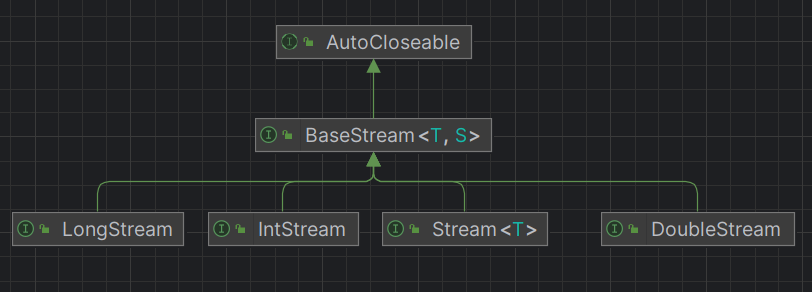 AutoCloseable
BaseStream<T, S>
LongStream
IntStream
Stream<T>
DoubleStream